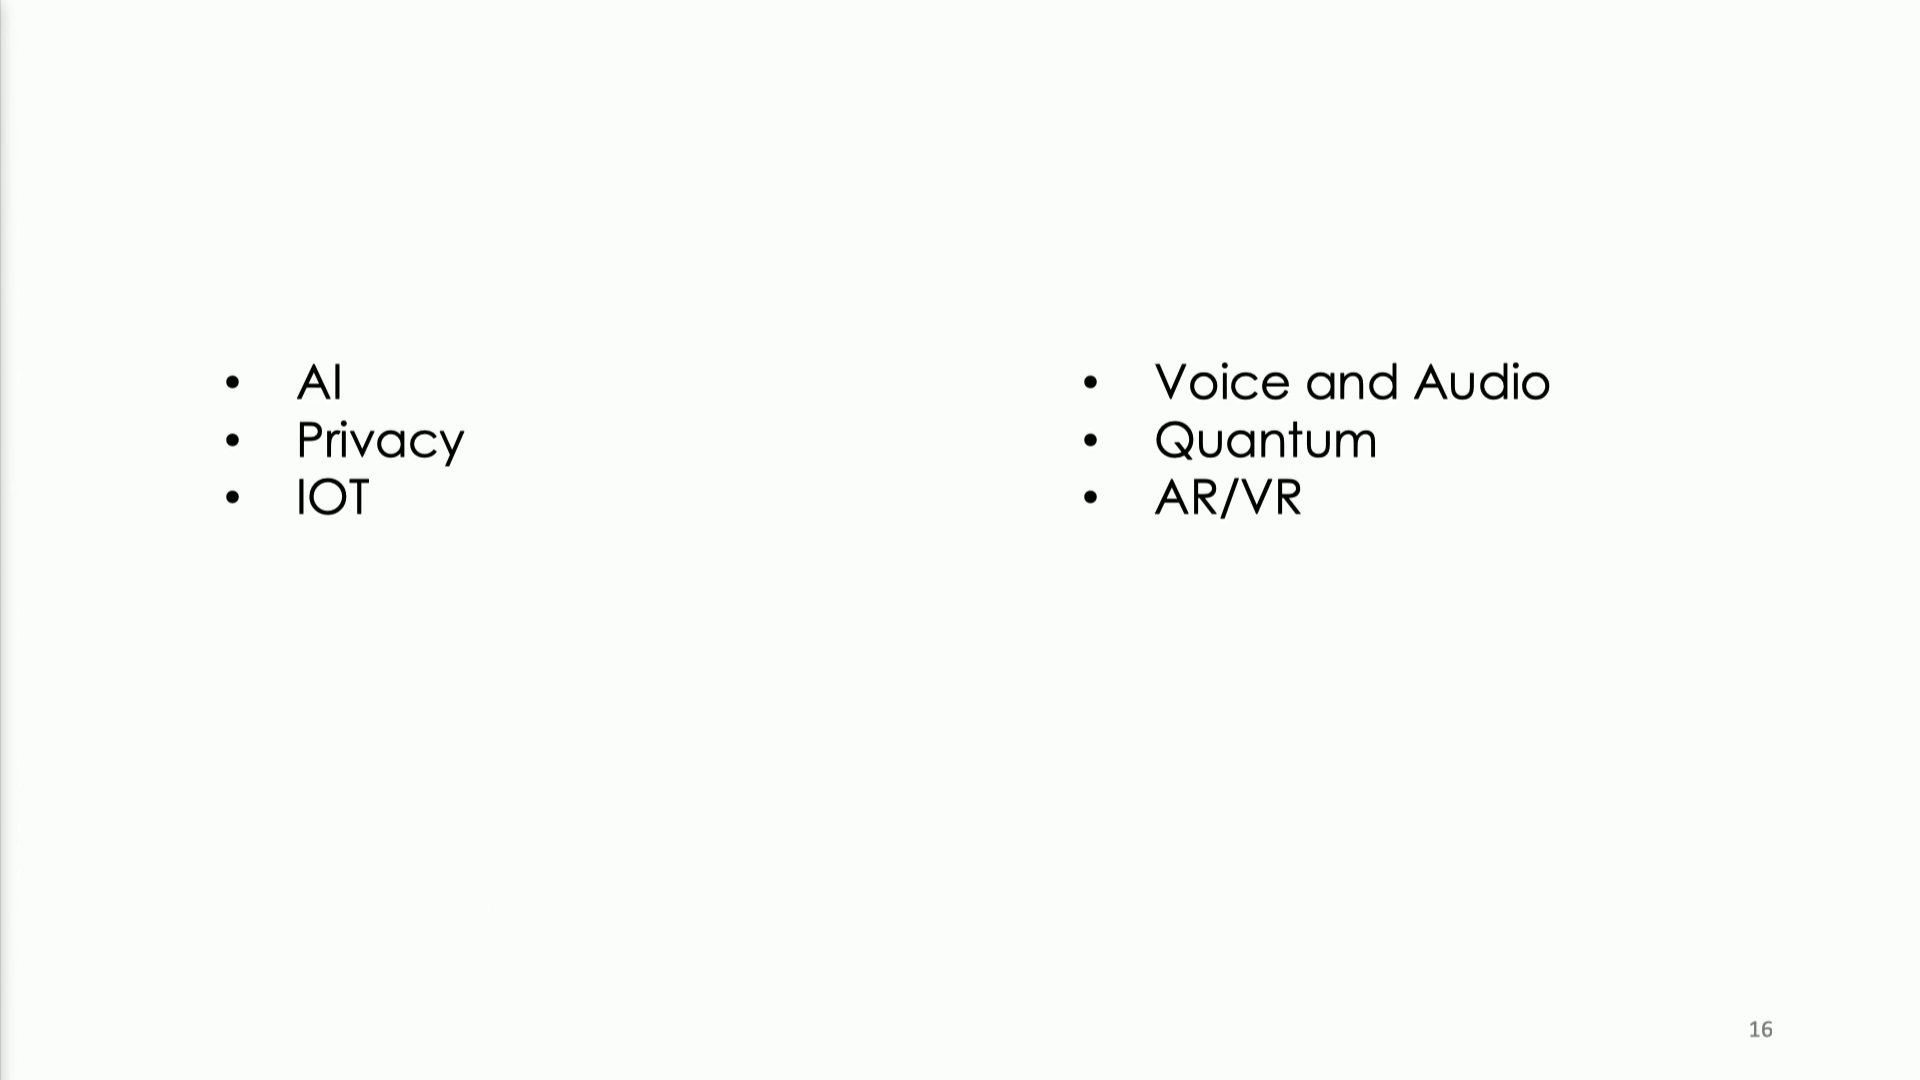 • AI
• Privacy
• IOT
• Voice and Audio
• Quantum
• AR/VR
16